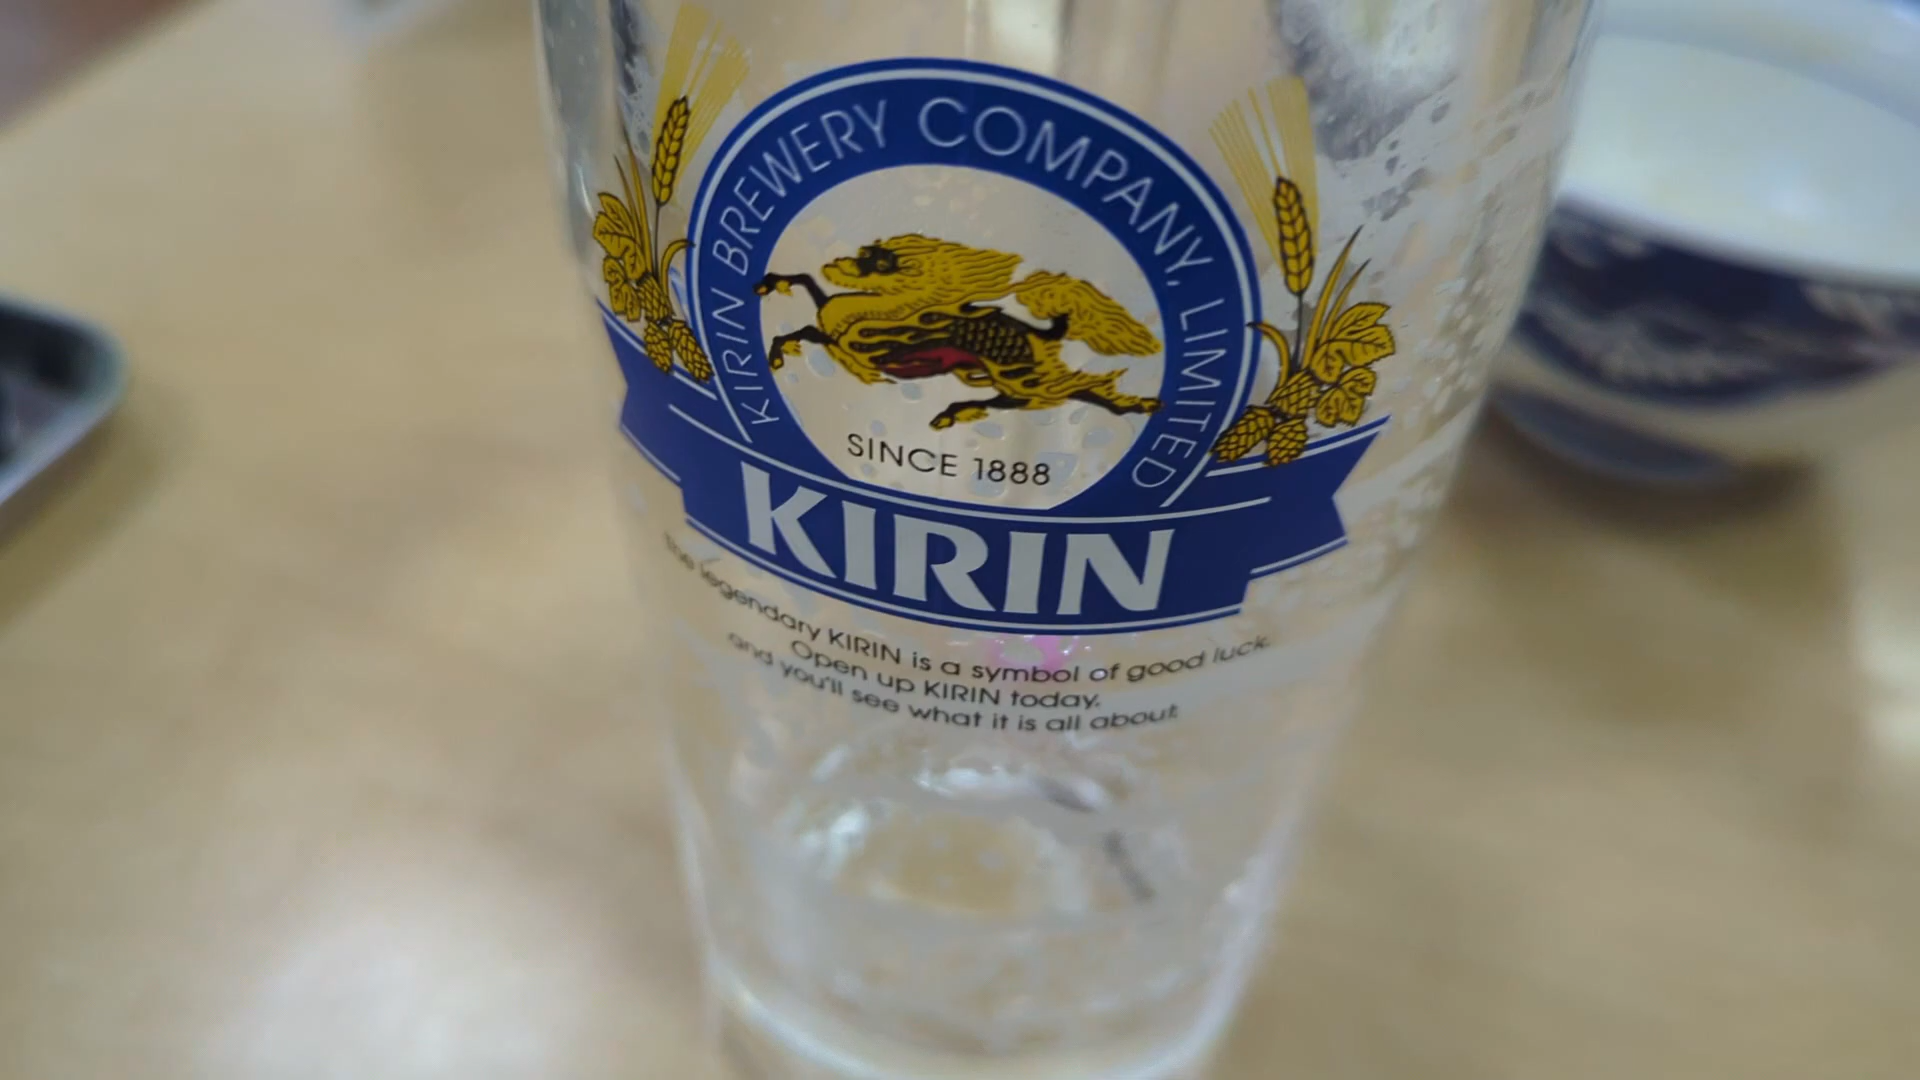 KIRIN BREWERY COMPANY, LIMITED
SINCE 1888
KIRIN
The legendary KIRIN is a symbol of good luck.
Open up KIRIN today,
and you'll see what it is all about.